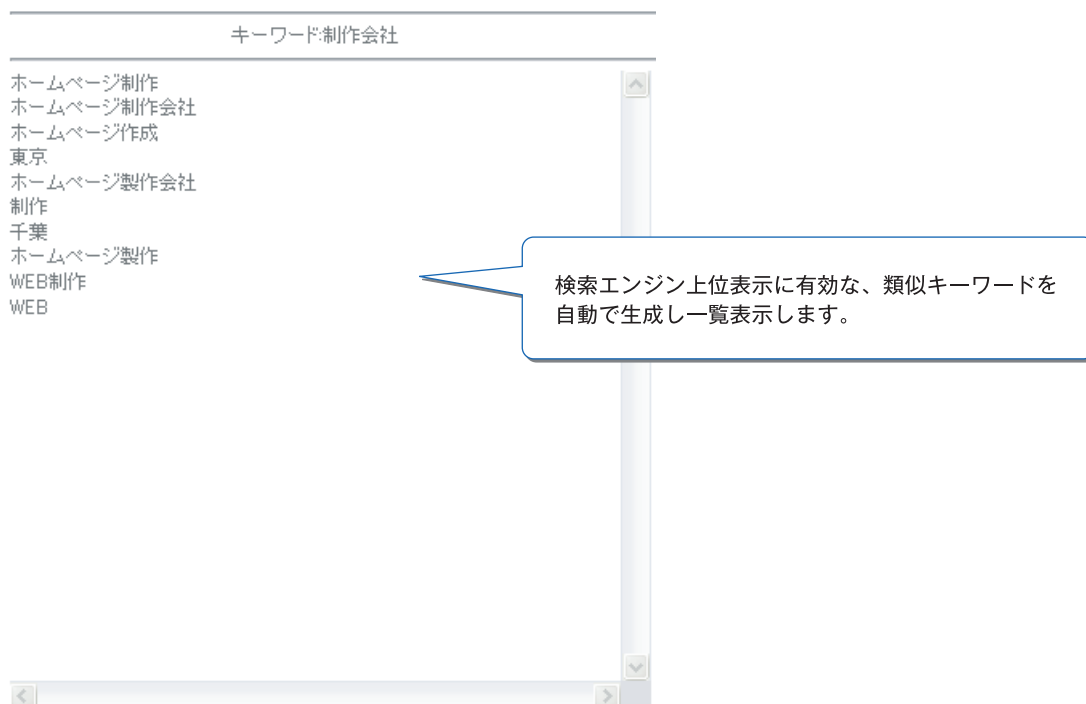 キーワード:制作会社
ホームページ制作
ホームページ制作会社
ホームページ作成
東京
ホームページ製作会社
制作
千葉
ホームページ製作
WEB制作
WEB
検索エンジン上位表示に有効な、類似キーワードを
自動で生成し一覧表示します。